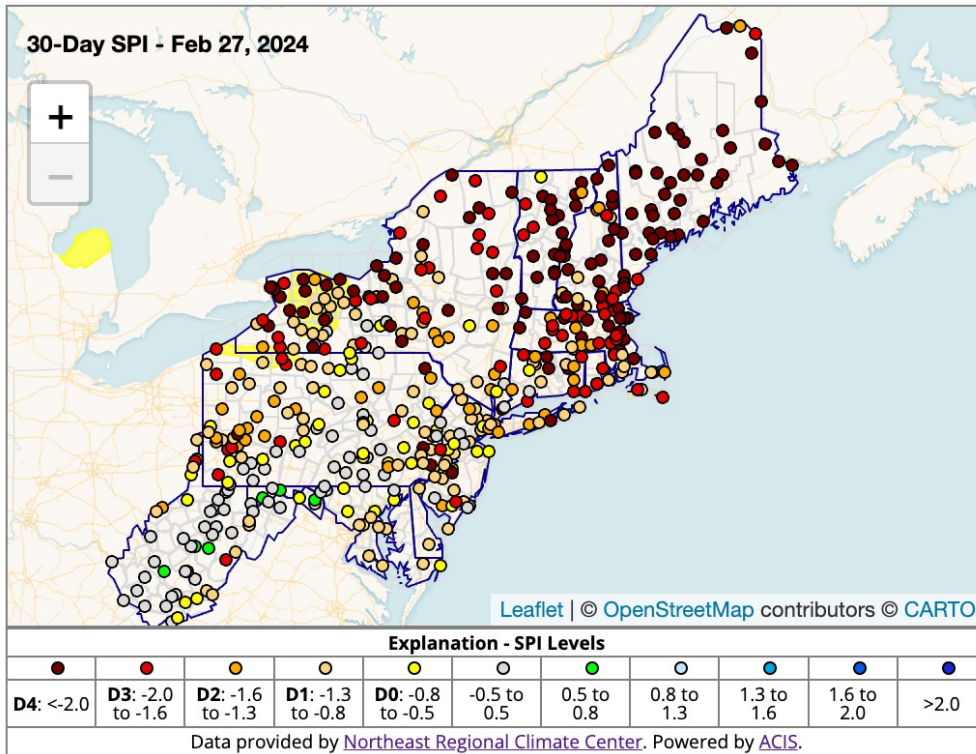 30-Day SPI - Feb 27, 2024
+
−
Leaflet | © OpenStreetMap contributors © CARTO
Explanation - SPI Levels
D4: <-2.0
D3: -2.0 to -1.6
D2: -1.6 to -1.3
D1: -1.3 to -0.8
D0: -0.8 to -0.5
-0.5 to 0.5
0.5 to 0.8
0.8 to 1.3
1.3 to 1.6
1.6 to 2.0
>2.0
Data provided by Northeast Regional Climate Center. Powered by ACIS.